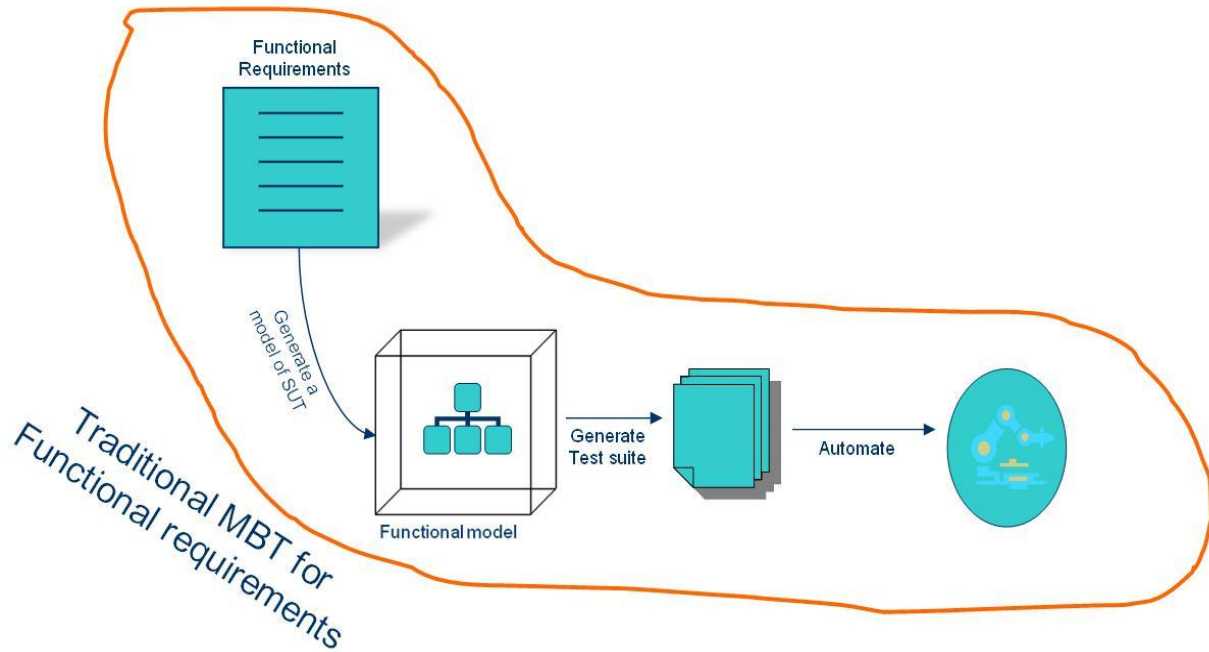 Functional
Requirements
Generate a
model of SUT
Functional model
Generate
Test suite
Automate
Traditional MBT for
Functional requirements